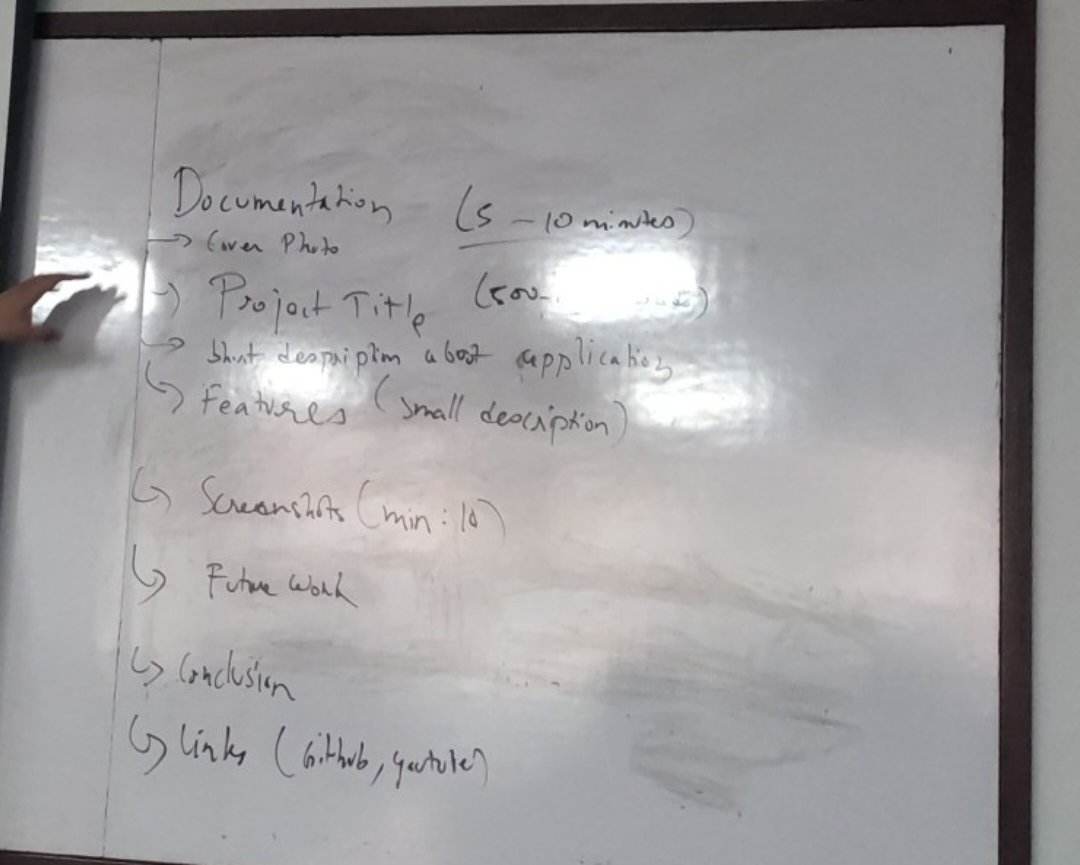 Documentation (5 - 10 minutes)
→ Cover Photo
→ Project Title (500-
→ Short description about application
↳ Features (small description)
↳ Screenshots (min : 10)
↳ Future Work
↳ Conclusion
↳ Links (Github, youtube)